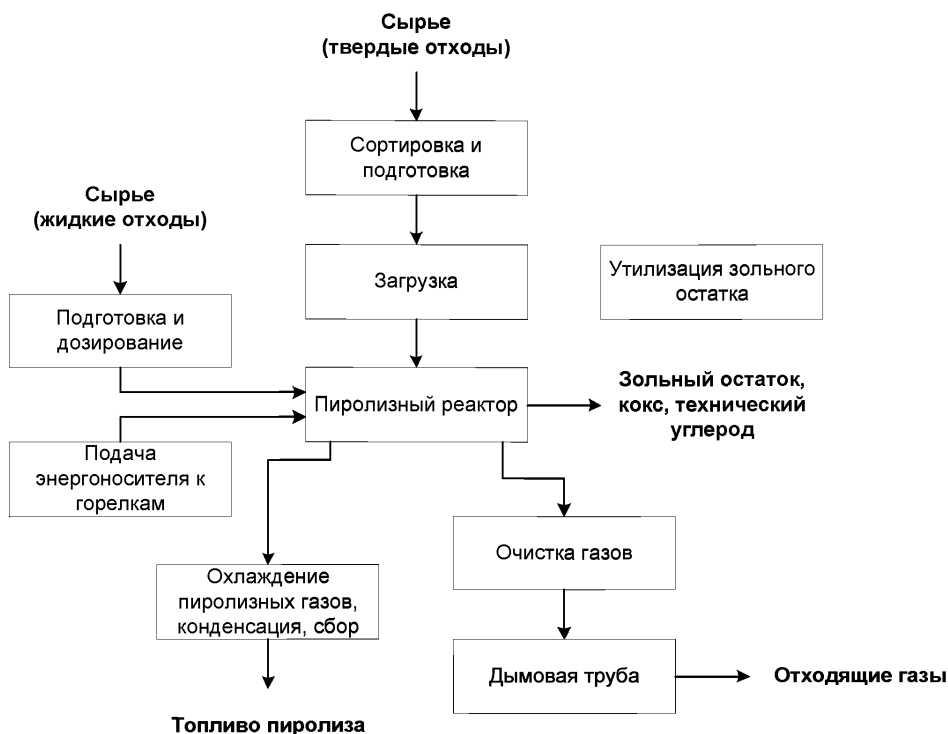 Сырье
(твердые отходы)
Сортировка и
подготовка
Сырье
(жидкие отходы)
Загрузка
Утилизация зольного
остатка
Подготовка и
дозирование
Пиролизный реактор
Зольный остаток,
кокс, технический
углерод
Подача
энергоносителя к
горелкам
Очистка газов
Охлаждение
пиролизных газов,
конденсация, сбор
Дымовая труба
Отходящие газы
Топливо пиролиза